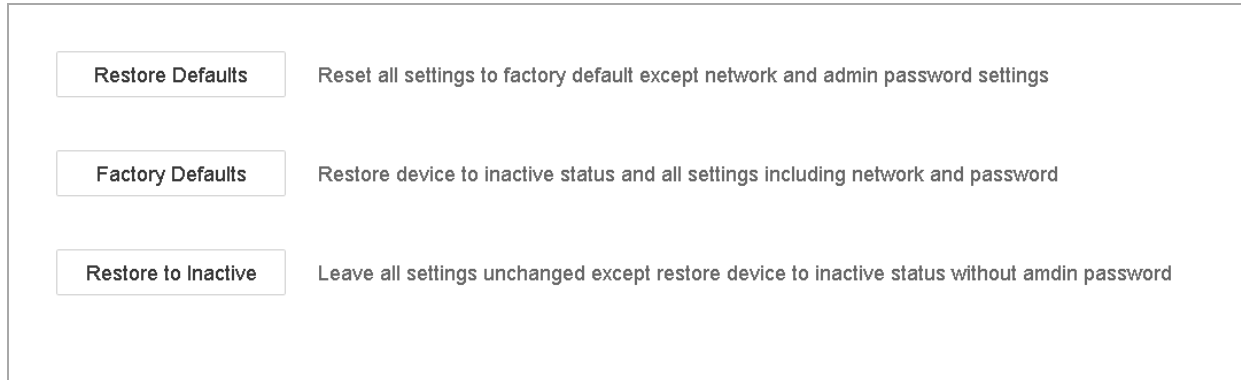 Restore Defaults Reset all settings to factory default except network and admin password settings
Factory Defaults Restore device to inactive status and all settings including network and password
Restore to Inactive Leave all settings unchanged except restore device to inactive status without amdin password